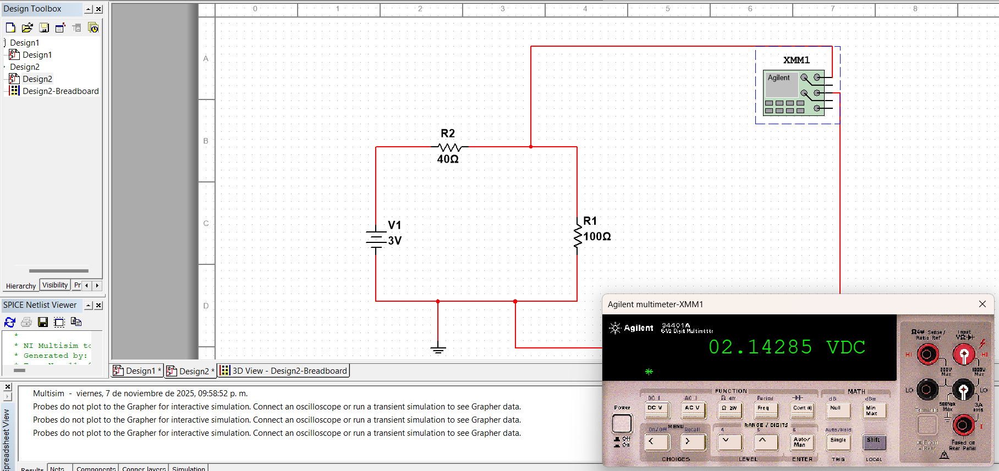 Design Toolbox
Design1
Design1
Design2
Design2
Design2-Breadboard
Hierarchy Visibility Pr
SPICE Netlist Viewer
*
* NI Multisim to
* Generated by:
0 1 2 3 4 5 6 7 8
A
B
C
D
XMM1
Agilent
R2
40Ω
V1
3V
R1
100Ω
Design1 * Design2 * 3D View - Design2-Breadboard
Agilent multimeter-XMM1
Agilent 34401A
6½ Digit Multimeter
02.14285 VDC
*
Power
Off
On
FUNCTION MATH
DC I AC I Ω 4W Period dB dBm
DC V AC V Ω 2W Freq Cont Null Min Max
On/Off MENU Recall RANGE / DIGITS Auto/Hold
4 5 6
< > Auto/Man Single Shift
CHOICES LEVEL ENTER TRIG LOCAL
Ω4W Sense/ Ratio Ref
Input VΩ
HI HI
200V Max
1000V Max
LO LO
500Vpk Max
3A RMS
Terminals
I
Front
Rear
Fused on Rear Panel
Spreadsheet View
Multisim - viernes, 7 de noviembre de 2025, 09:58:52 p. m.
Probes do not plot to the Grapher for interactive simulation. Connect an oscilloscope or run a transient simulation to see Grapher data.
Probes do not plot to the Grapher for interactive simulation. Connect an oscilloscope or run a transient simulation to see Grapher data.
Probes do not plot to the Grapher for interactive simulation. Connect an oscilloscope or run a transient simulation to see Grapher data.
Results Nets Components Copper layers Simulation